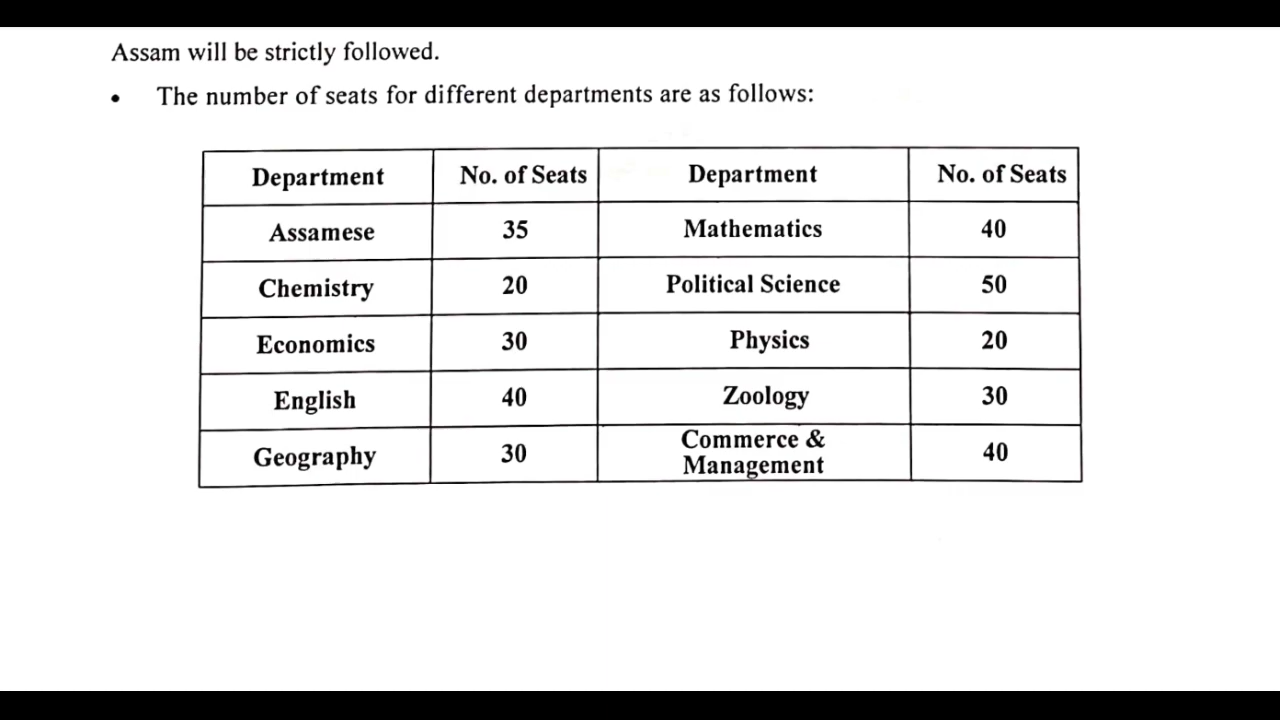 Assam will be strictly followed.
• The number of seats for different departments are as follows:
Department No. of Seats Department No. of Seats
Assamese 35 Mathematics 40
Chemistry 20 Political Science 50
Economics 30 Physics 20
English 40 Zoology 30
Geography 30 Commerce & Management 40